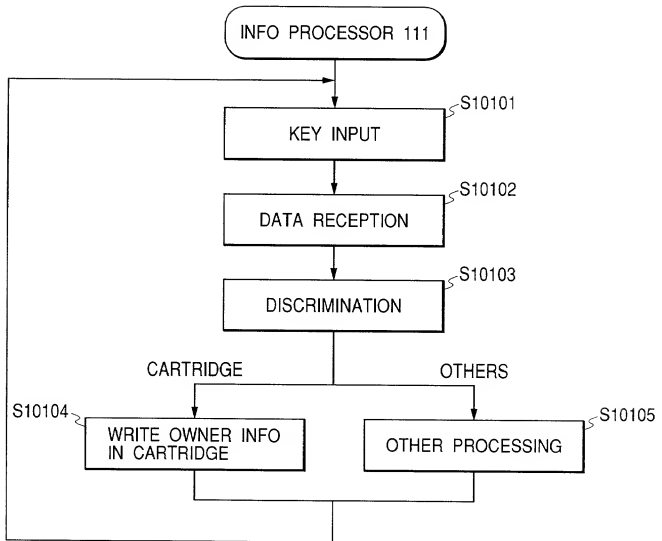 INFO PROCESSOR 111
S10101
KEY INPUT
S10102
DATA RECEPTION
S10103
DISCRIMINATION
CARTRIDGE
OTHERS
S10104
WRITE OWNER INFO
IN CARTRIDGE
S10105
OTHER PROCESSING